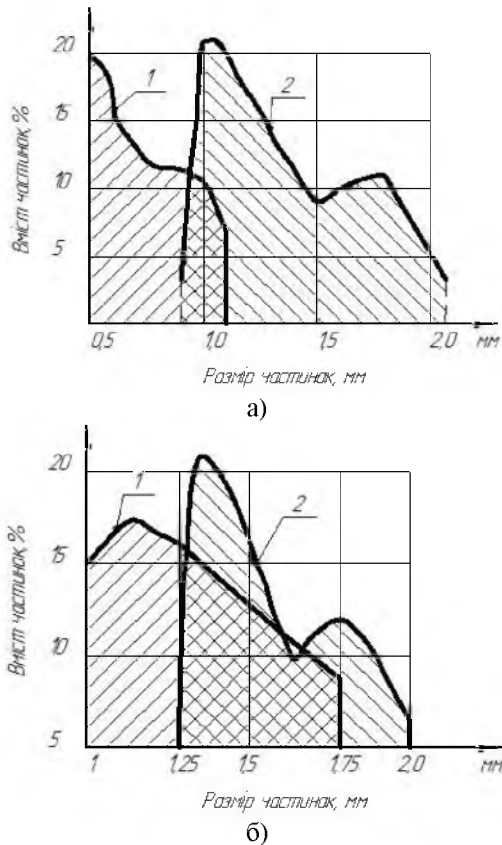 20
15
10
5
Вміст частинок, %
1
2
0,5
1,0
1,5
2,0
мм
Розмір частинок, мм
а)
20
15
10
5
Вміст частинок, %
1
2
1
1,25
1,5
1,75
2,0
мм
Розмір частинок, мм
б)